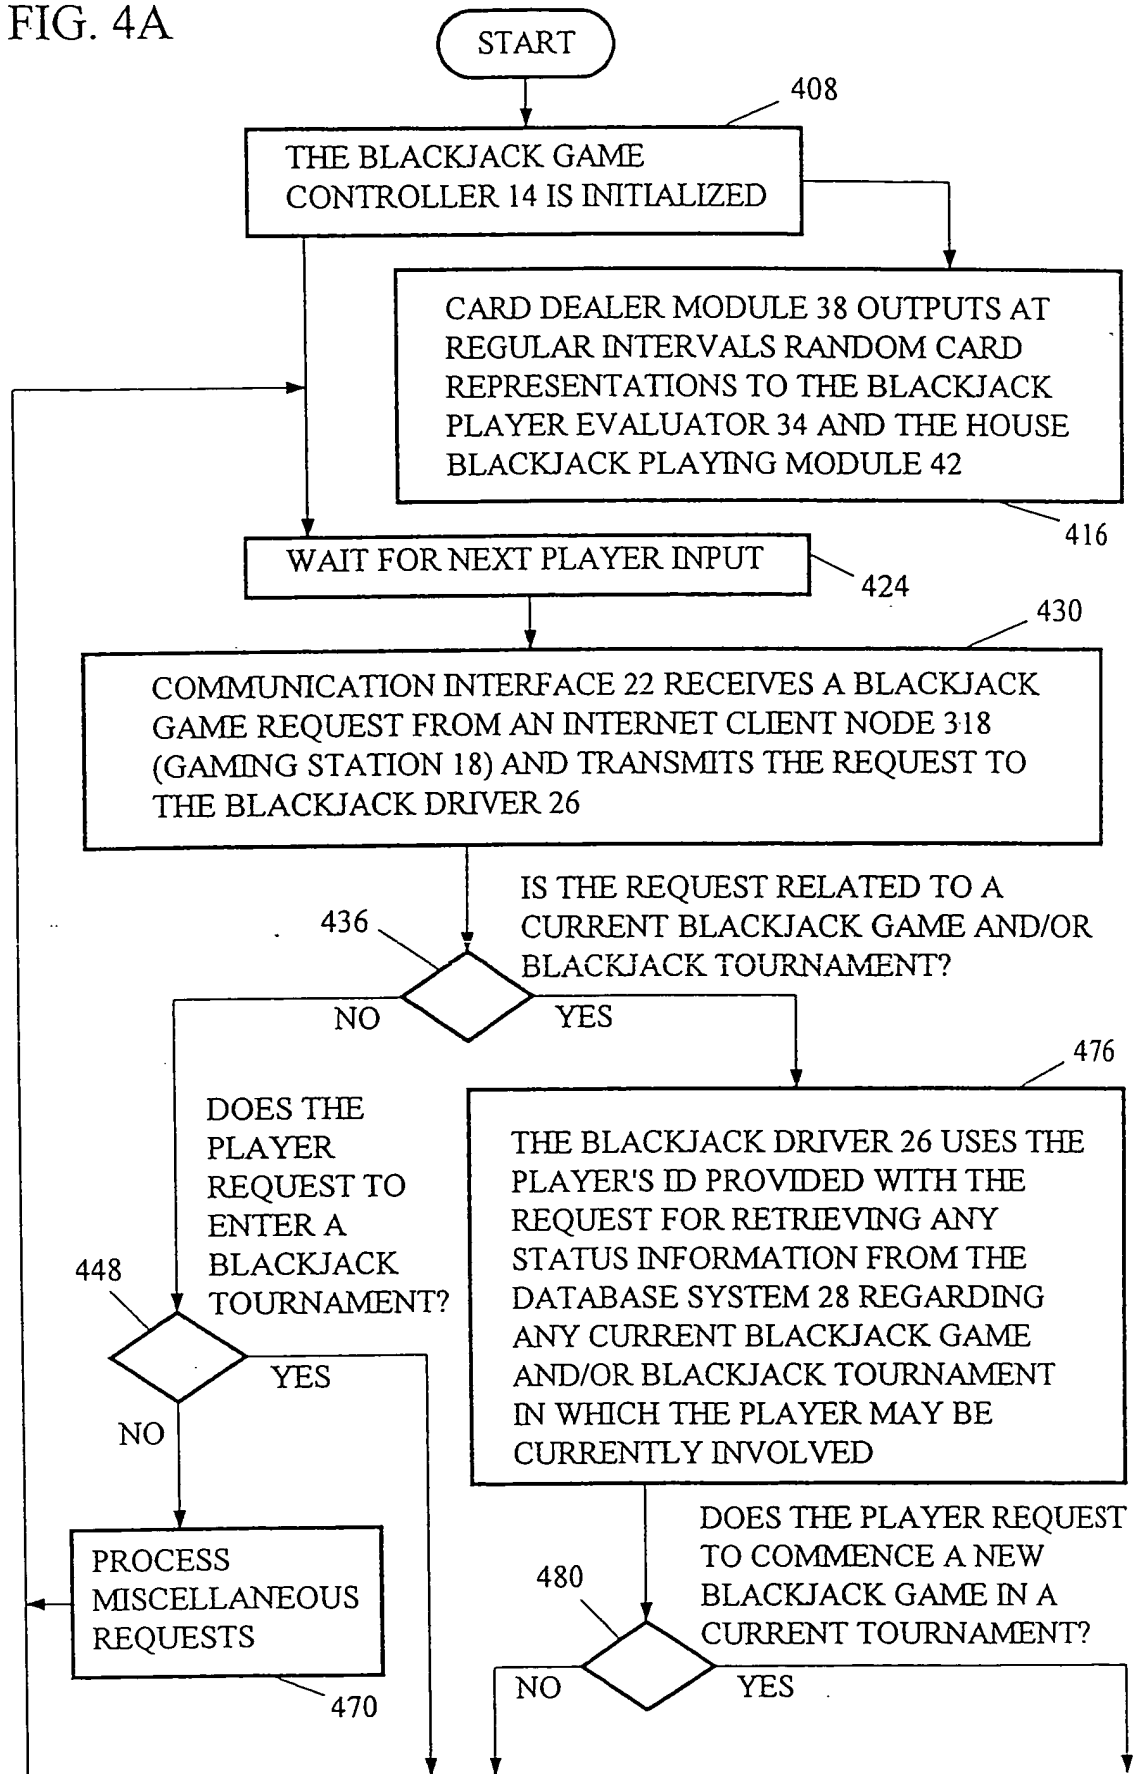 FIG. 4A
START
408
THE BLACKJACK GAME
CONTROLLER 14 IS INITIALIZED
CARD DEALER MODULE 38 OUTPUTS AT
REGULAR INTERVALS RANDOM CARD
REPRESENTATIONS TO THE BLACKJACK
PLAYER EVALUATOR 34 AND THE HOUSE
BLACKJACK PLAYING MODULE 42
416
WAIT FOR NEXT PLAYER INPUT
424
430
COMMUNICATION INTERFACE 22 RECEIVES A BLACKJACK
GAME REQUEST FROM AN INTERNET CLIENT NODE 318
(GAMING STATION 18) AND TRANSMITS THE REQUEST TO
THE BLACKJACK DRIVER 26
IS THE REQUEST RELATED TO A
CURRENT BLACKJACK GAME AND/OR
BLACKJACK TOURNAMENT?
436
NO
YES
476
DOES THE
PLAYER
REQUEST TO
ENTER A
BLACKJACK
TOURNAMENT?
448
YES
NO
THE BLACKJACK DRIVER 26 USES THE
PLAYER'S ID PROVIDED WITH THE
REQUEST FOR RETRIEVING ANY
STATUS INFORMATION FROM THE
DATABASE SYSTEM 28 REGARDING
ANY CURRENT BLACKJACK GAME
AND/OR BLACKJACK TOURNAMENT
IN WHICH THE PLAYER MAY BE
CURRENTLY INVOLVED
PROCESS
MISCELLANEOUS
REQUESTS
470
DOES THE PLAYER REQUEST
TO COMMENCE A NEW
BLACKJACK GAME IN A
CURRENT TOURNAMENT?
480
NO
YES